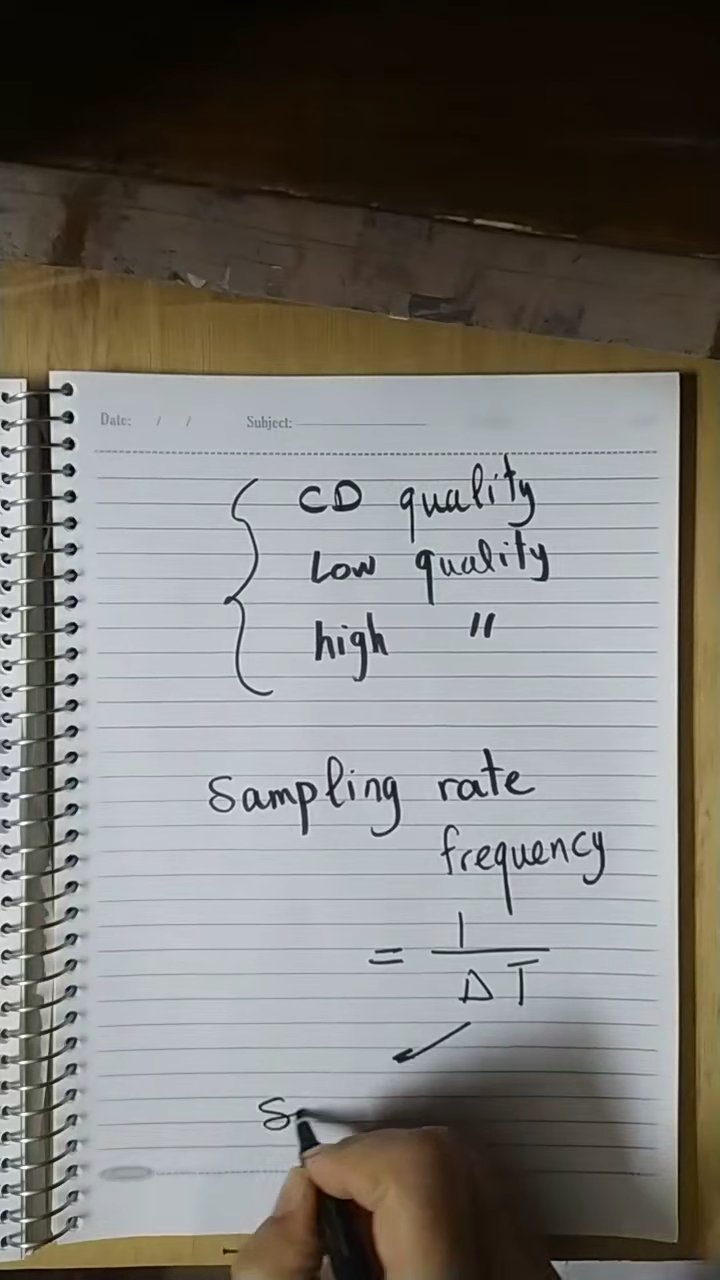 Date: / / Subject:
CD quality
Low quality
high "
Sampling rate
frequency
= 1 / ΔT
S